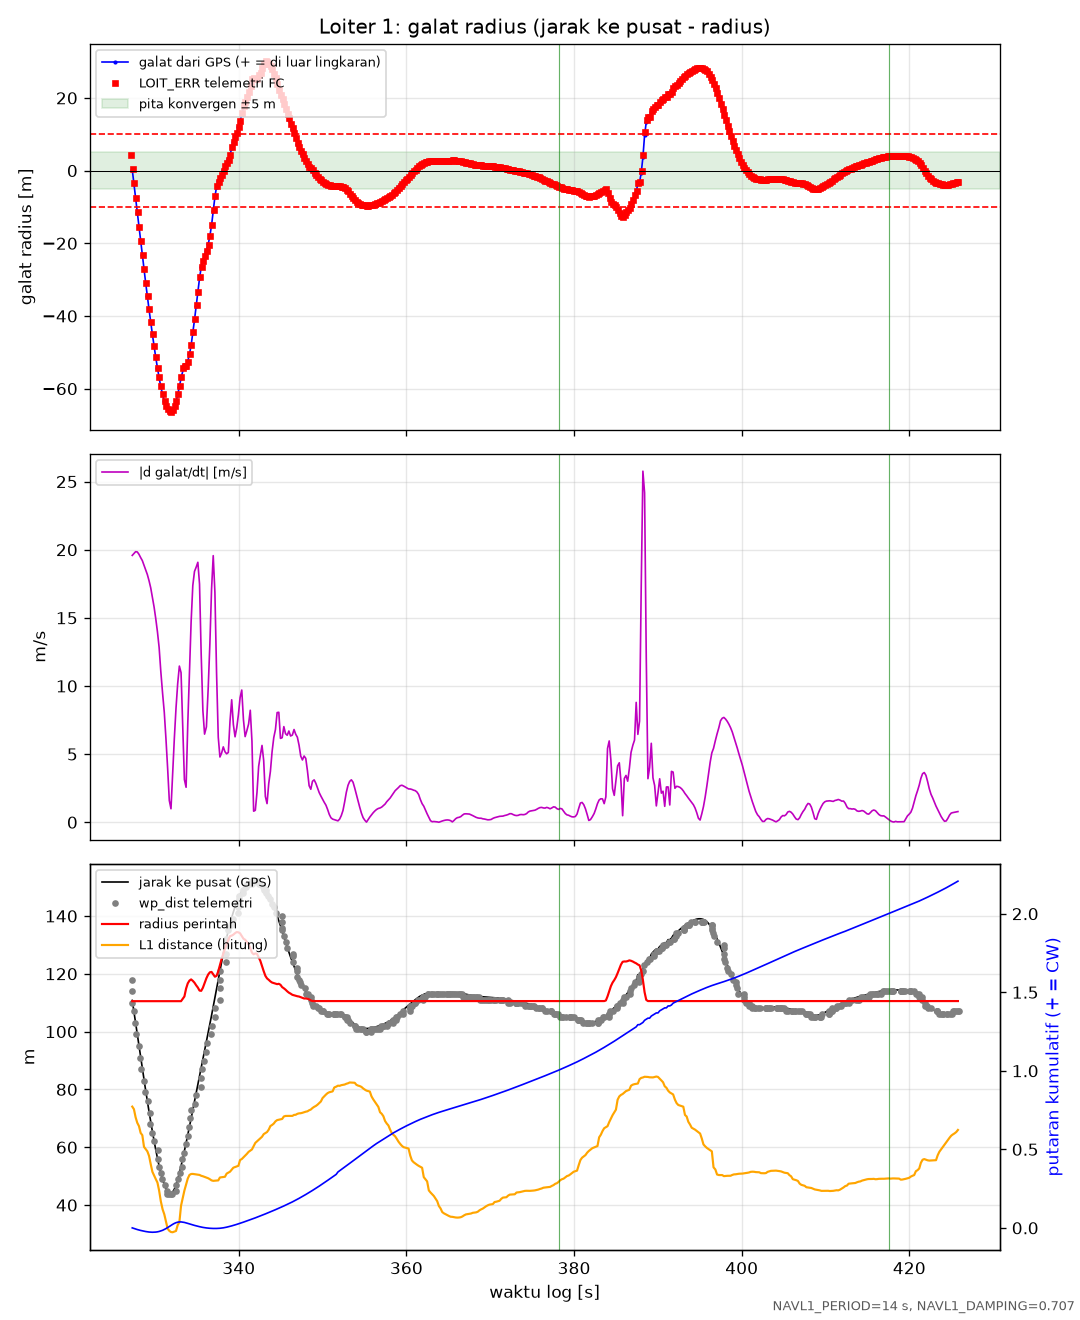 Loiter 1: galat radius (jarak ke pusat - radius)
galat dari GPS (+ = di luar lingkaran)
LOIT_ERR telemetri FC
pita konvergen ±5 m
20
0
−20
−40
−60
galat radius [m]
|d galat/dt| [m/s]
25
20
15
10
5
0
m/s
jarak ke pusat (GPS)
wp_dist telemetri
radius perintah
L1 distance (hitung)
140
120
100
80
60
40
m
2.0
1.5
1.0
0.5
0.0
putaran kumulatif (+ = CW)
340
360
380
400
420
waktu log [s]
NAVL1_PERIOD=14 s, NAVL1_DAMPING=0.707